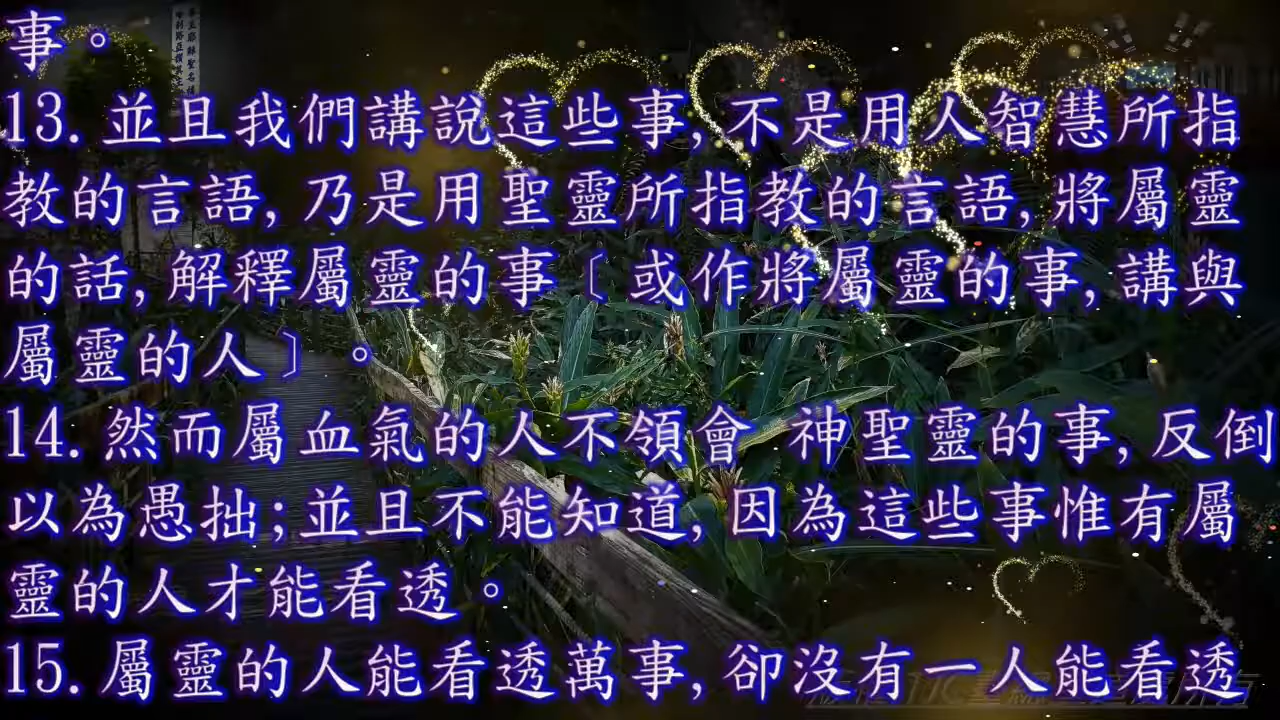 事。
13.並且我們講說這些事,不是用人智慧所指
教的言語,乃是用聖靈所指教的言語,將屬靈
的話,解釋屬靈的事〔或作將屬靈的事,講與
屬靈的人〕。
14.然而屬血氣的人不領會 神聖靈的事,反倒
以為愚拙;並且不能知道,因為這些事惟有屬
靈的人才能看透。
15.屬靈的人能看透萬事,卻沒有一人能看透